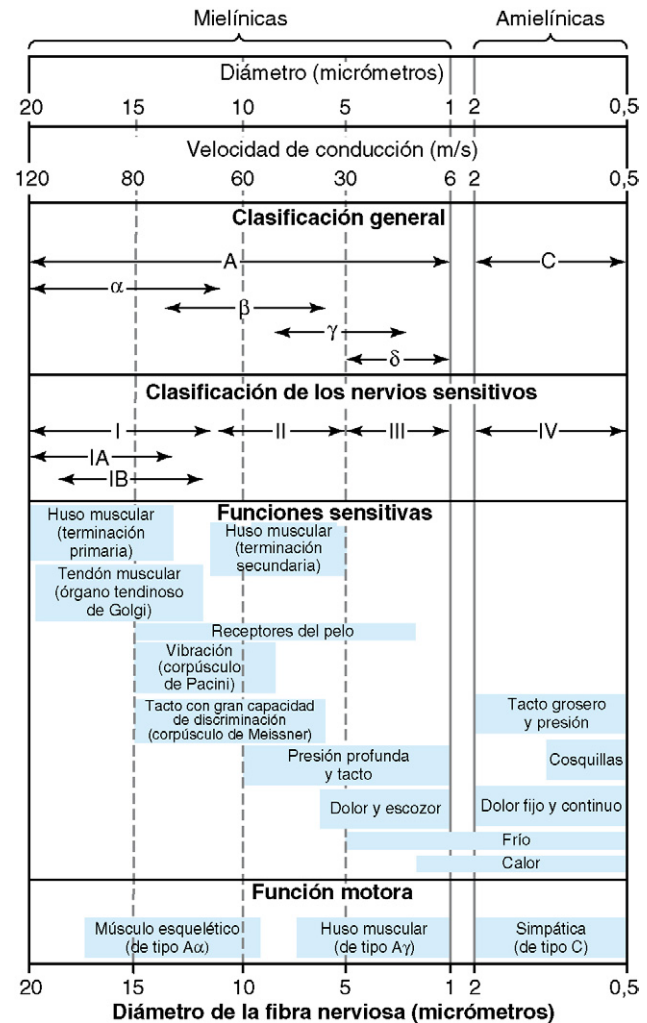 Mielínicas Amielínicas
Diámetro (micrómetros)
20 15 10 5 1 2 0,5
Velocidad de conducción (m/s)
120 80 60 30 6 2 0,5
Clasificación general
A C
α
β
γ
δ
Clasificación de los nervios sensitivos
I II III IV
IA
IB
Funciones sensitivas
Huso muscular
(terminación
primaria)
Huso muscular
(terminación
secundaria)
Tendón muscular
(órgano tendinoso
de Golgi)
Receptores del pelo
Vibración
(corpúsculo
de Pacini)
Tacto con gran capacidad
de discriminación
(corpúsculo de Meissner)
Tacto grosero
y presión
Presión profunda
y tacto
Cosquillas
Dolor y escozor
Dolor fijo y continuo
Frío
Calor
Función motora
Músculo esquelético
(de tipo Aα)
Huso muscular
(de tipo Aγ)
Simpática
(de tipo C)
20 15 10 5 1 2 0,5
Diámetro de la fibra nerviosa (micrómetros)